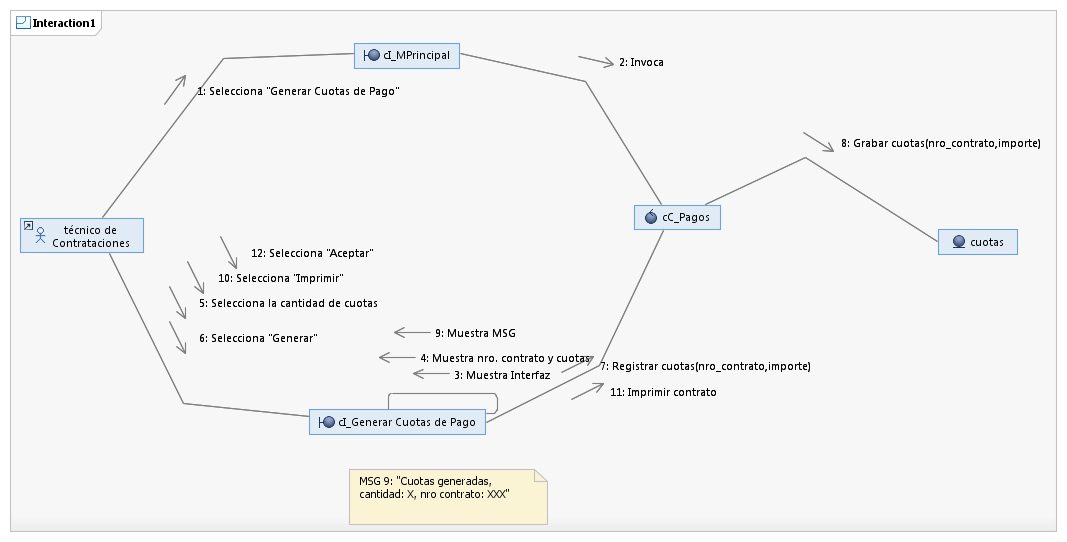 Interaction1
cI_MPrincipal
2: Invoca
1: Selecciona "Generar Cuotas de Pago"
8: Grabar cuotas(nro_contrato,importe)
técnico de
Contrataciones
cC_Pagos
cuotas
12: Selecciona "Aceptar"
10: Selecciona "Imprimir"
5: Selecciona la cantidad de cuotas
6: Selecciona "Generar"
9: Muestra MSG
4: Muestra nro. contrato y cuotas
7: Registrar cuotas(nro_contrato,importe)
3: Muestra Interfaz
11: Imprimir contrato
cI_Generar Cuotas de Pago
MSG 9: "Cuotas generadas,
cantidad: X, nro contrato: XXX"